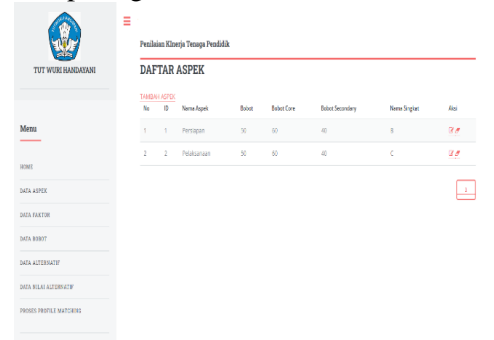 TUT WURI HANDAYANI
Menu
HOME
DATA ASPEK
DATA FAKTOR
DATA BOBOT
DATA ALTERNATIF
DATA NILAI ALTERNATIF
PROSES PROFILE MATCHING
Penilaian KInerja Tenaga Pendidik
DAFTAR ASPEK
TAMBAH ASPEK
No ID Nama Aspek Bobot Bobot Core Bobot Secondary Nama Singkat Aksi
1 1 Persiapan 50 60 40 B
2 2 Pelaksanaan 50 60 40 C
1